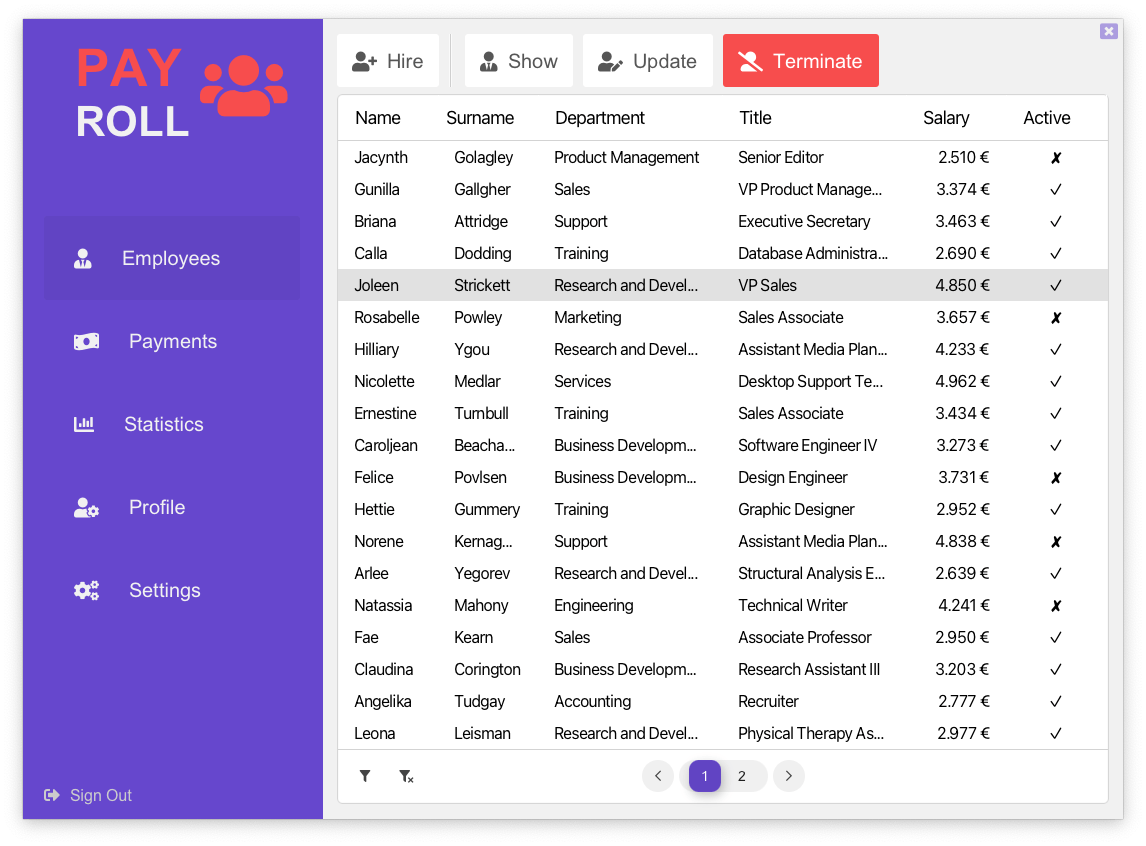 PAY
ROLL
Employees
Payments
Statistics
Profile
Settings
Sign Out
Hire Show Update Terminate
Name Surname Department Title Salary Active
Jacynth Golagley Product Management Senior Editor 2.510 € ✘
Gunilla Gallgher Sales VP Product Manage... 3.374 € ✓
Briana Attridge Support Executive Secretary 3.463 € ✓
Calla Dodding Training Database Administra... 2.690 € ✓
Joleen Strickett Research and Devel... VP Sales 4.850 € ✓
Rosabelle Powley Marketing Sales Associate 3.657 € ✘
Hilliary Ygou Research and Devel... Assistant Media Plan... 4.233 € ✓
Nicolette Medlar Services Desktop Support Te... 4.962 € ✓
Ernestine Turnbull Training Sales Associate 3.434 € ✓
Caroljean Beacha... Business Developm... Software Engineer IV 3.273 € ✓
Felice Povlsen Business Developm... Design Engineer 3.731 € ✘
Hettie Gummery Training Graphic Designer 2.952 € ✓
Norene Kernag... Support Assistant Media Plan... 4.838 € ✘
Arlee Yegorev Research and Devel... Structural Analysis E... 2.639 € ✓
Natassia Mahony Engineering Technical Writer 4.241 € ✘
Fae Kearn Sales Associate Professor 2.950 € ✓
Claudina Corington Business Developm... Research Assistant III 3.203 € ✓
Angelika Tudgay Accounting Recruiter 2.777 € ✓
Leona Leisman Research and Devel... Physical Therapy As... 2.977 € ✓
1 2